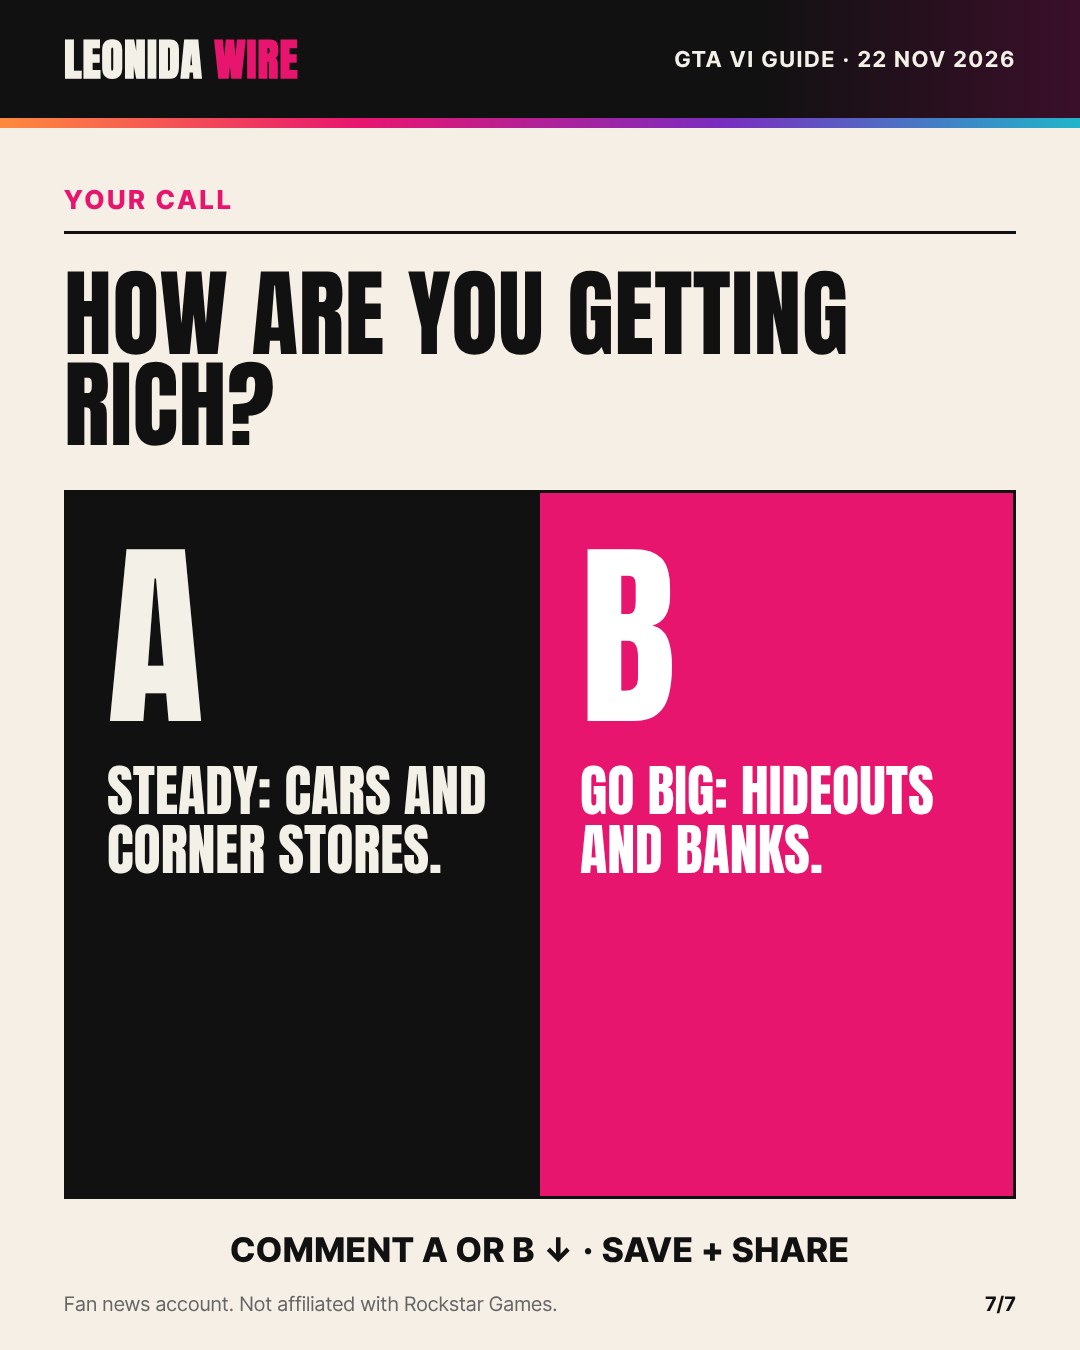 LEONIDA WIRE
GTA VI GUIDE · 22 NOV 2026
YOUR CALL
HOW ARE YOU GETTING
RICH?
A
STEADY: CARS AND
CORNER STORES.
B
GO BIG: HIDEOUTS
AND BANKS.
COMMENT A OR B ↓ · SAVE + SHARE
Fan news account. Not affiliated with Rockstar Games.
7/7